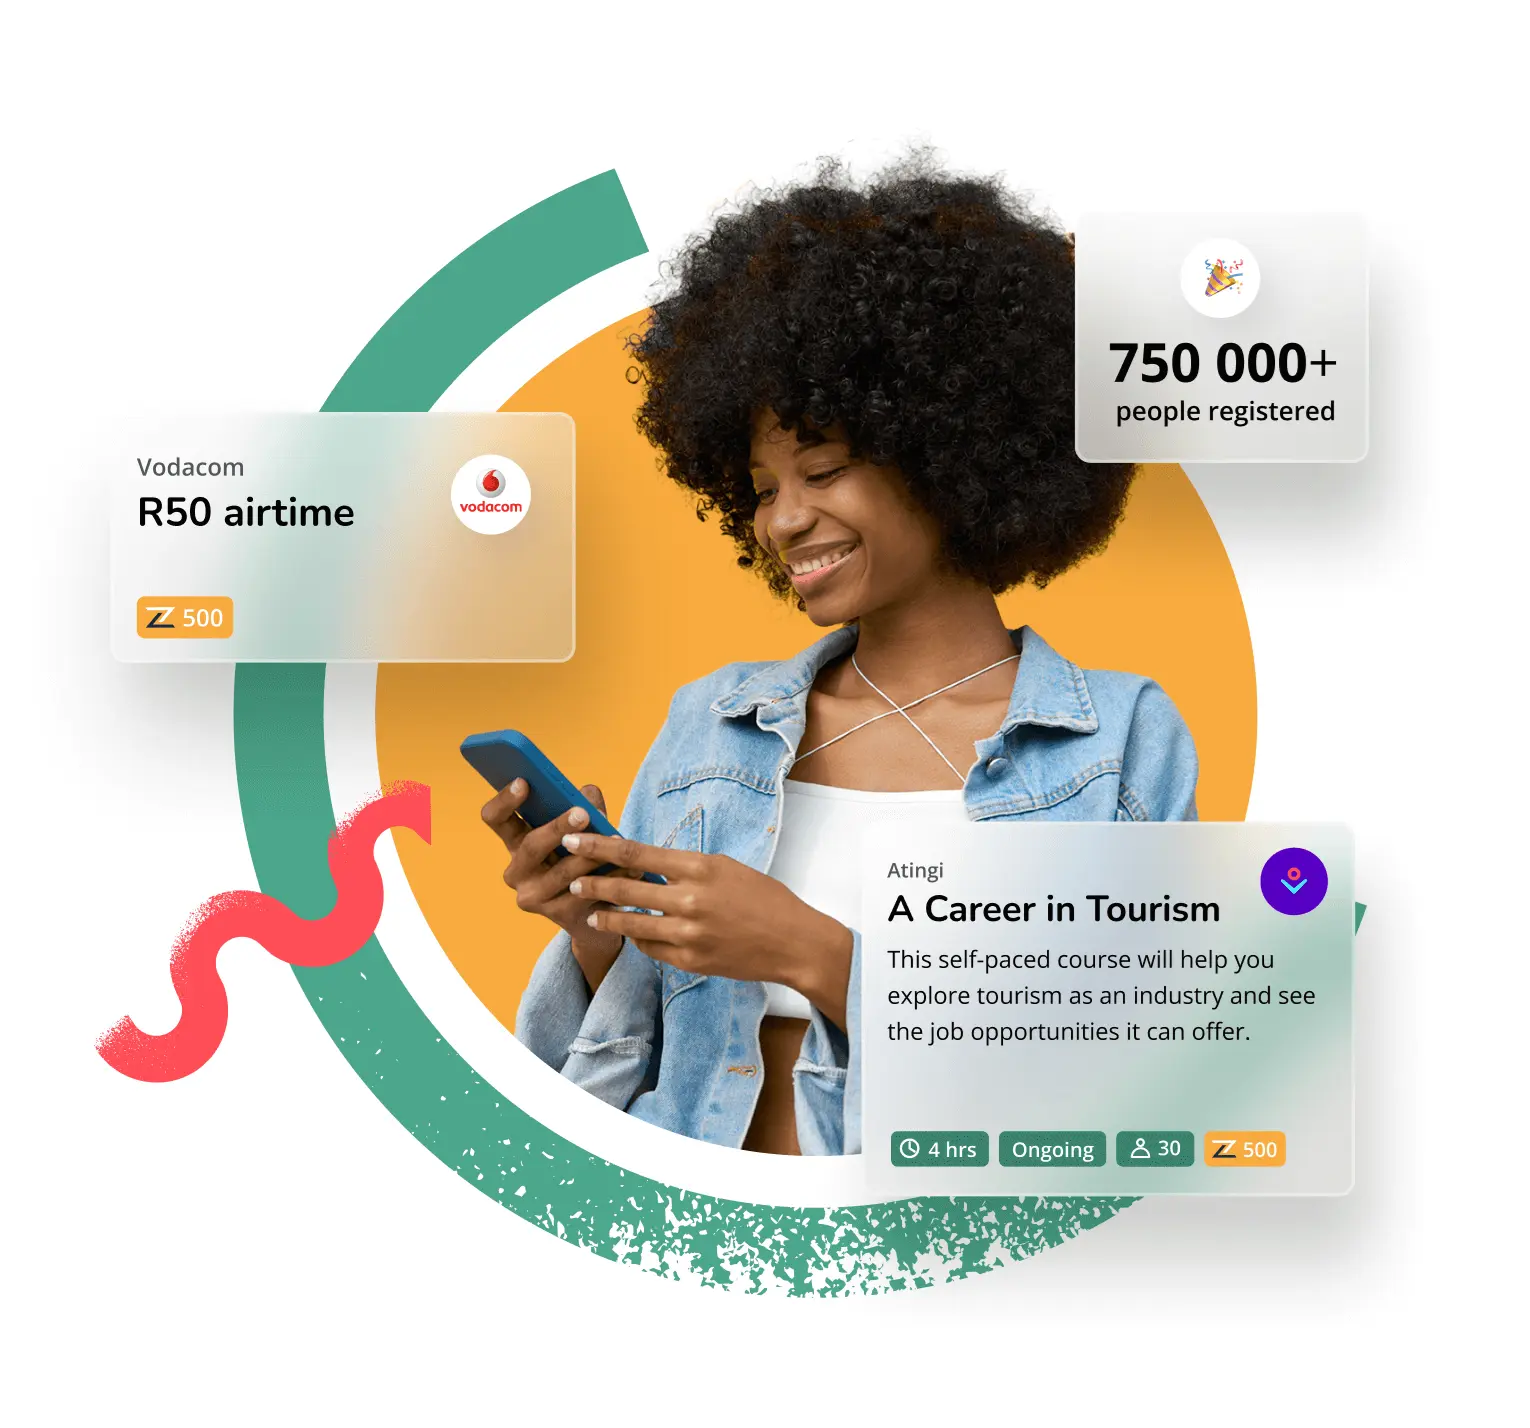 750 000+
people registered
Vodacom
R50 airtime
vodacom
500
Atingi
A Career in Tourism
This self-paced course will help you
explore tourism as an industry and see
the job opportunities it can offer.
4 hrs
Ongoing
30
500